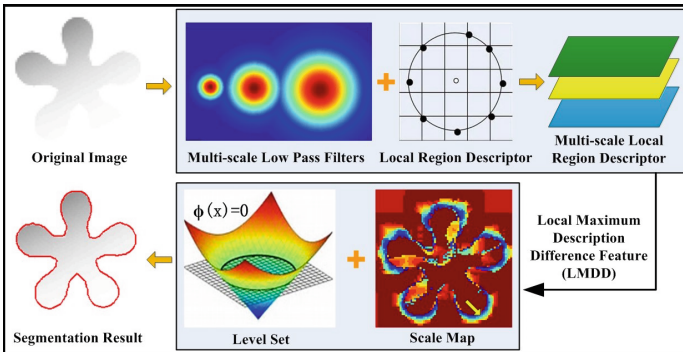 Original Image
Multi-scale Low Pass Filters
Local Region Descriptor
Multi-scale Local
Region Descriptor
Local Maximum
Description
Difference Feature
(LMDD)
ϕ(x)=0
Segmentation Result
Level Set
Scale Map